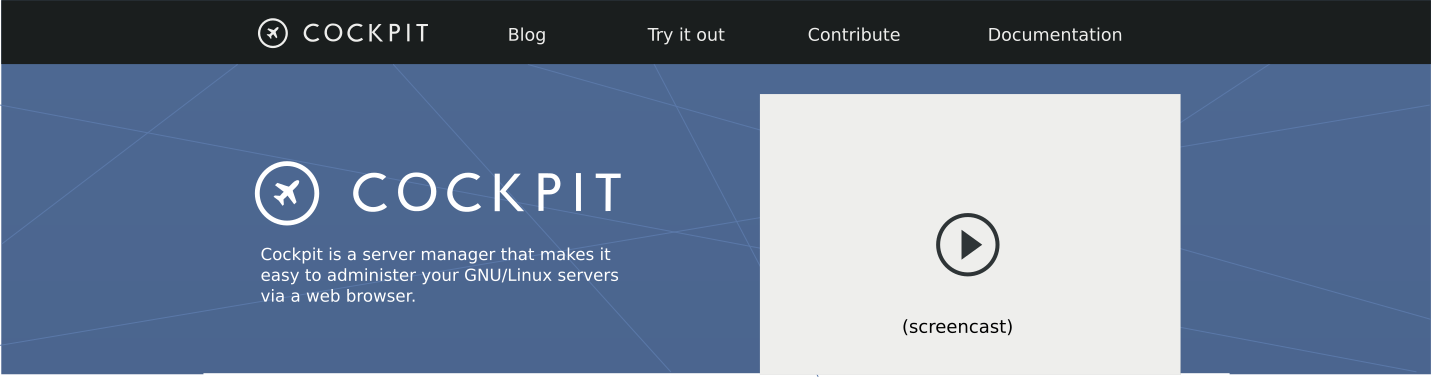 COCKPIT Blog Try it out Contribute Documentation
COCKPIT
Cockpit is a server manager that makes it
easy to administer your GNU/Linux servers
via a web browser.
(screencast)